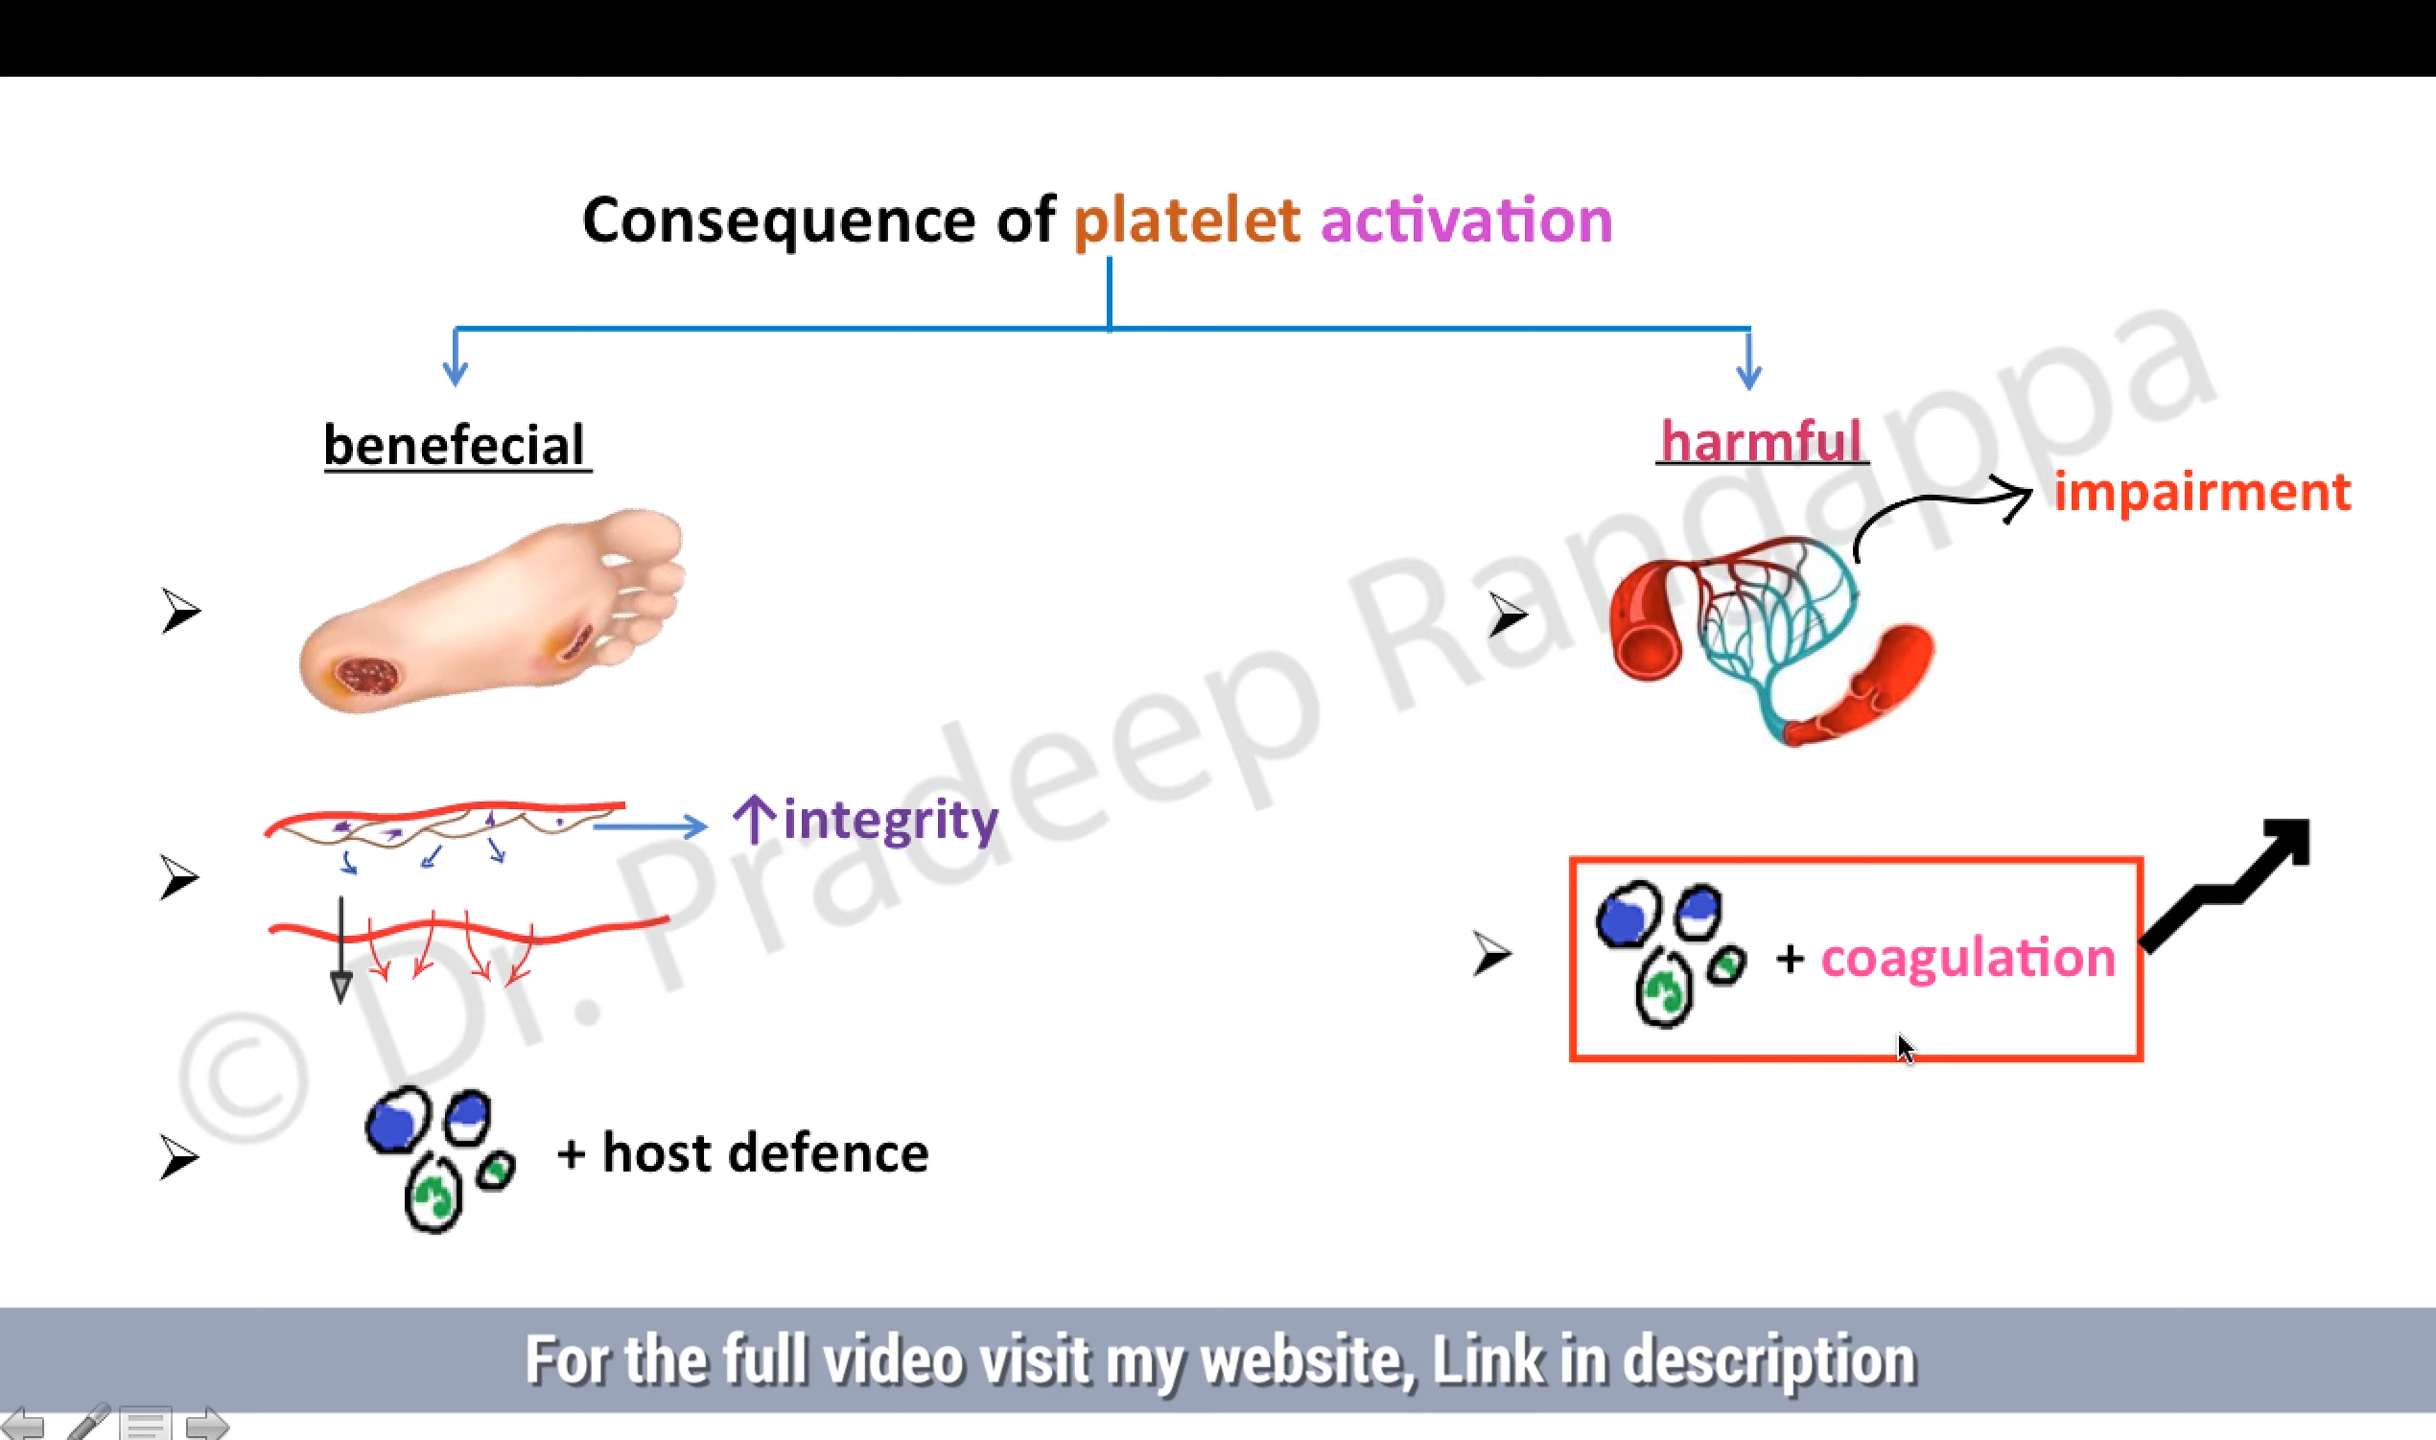 Consequence of platelet activation
benefecial
harmful
impairment
↑integrity
+ coagulation
+ host defence
© Dr. Pradeep Rangappa
For the full video visit my website, Link in description